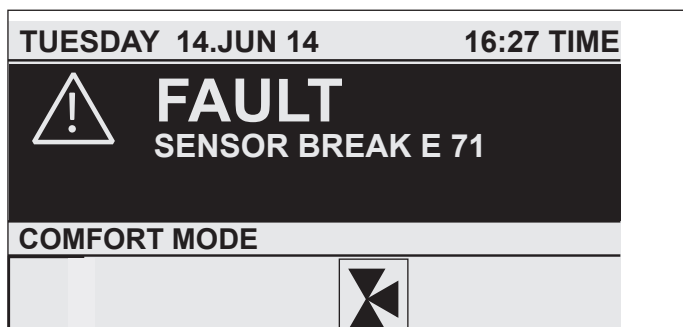 TUESDAY 14.JUN 14 16:27 TIME
FAULT
SENSOR BREAK E 71
COMFORT MODE